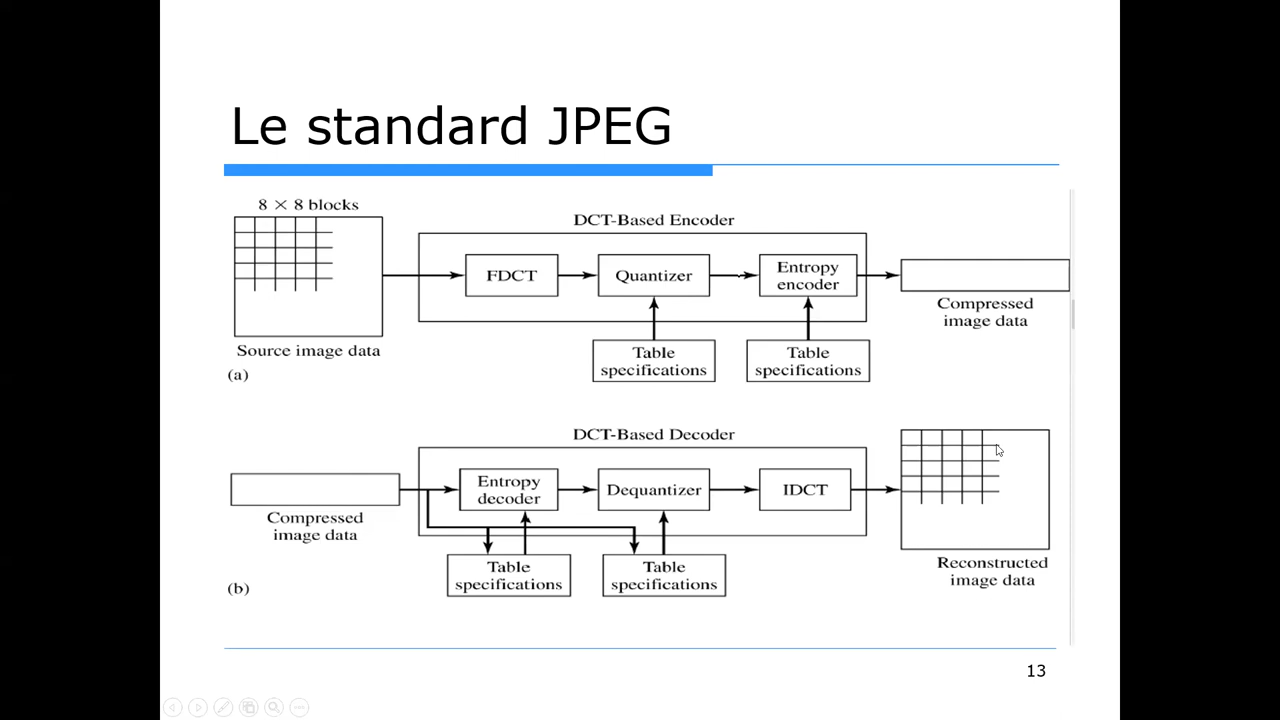 Le standard JPEG
8 × 8 blocks
DCT-Based Encoder
FDCT
Quantizer
Entropy
encoder
Compressed
image data
Source image data
Table
specifications
Table
specifications
(a)
DCT-Based Decoder
Entropy
decoder
Dequantizer
IDCT
Compressed
image data
Table
specifications
Table
specifications
Reconstructed
image data
(b)
13